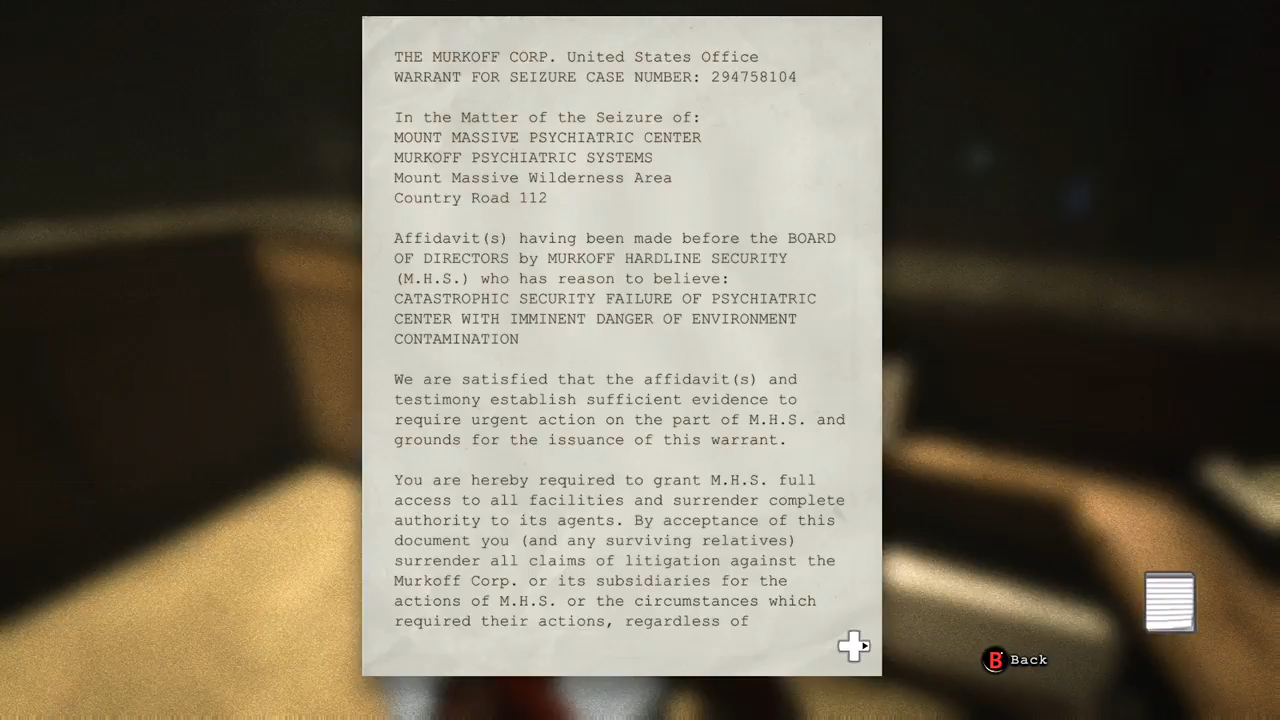 THE MURKOFF CORP. United States Office
WARRANT FOR SEIZURE CASE NUMBER: 294758104
In the Matter of the Seizure of:
MOUNT MASSIVE PSYCHIATRIC CENTER
MURKOFF PSYCHIATRIC SYSTEMS
Mount Massive Wilderness Area
Country Road 112
Affidavit(s) having been made before the BOARD
OF DIRECTORS by MURKOFF HARDLINE SECURITY
(M.H.S.) who has reason to believe:
CATASTROPHIC SECURITY FAILURE OF PSYCHIATRIC
CENTER WITH IMMINENT DANGER OF ENVIRONMENT
CONTAMINATION
We are satisfied that the affidavit(s) and
testimony establish sufficient evidence to
require urgent action on the part of M.H.S. and
grounds for the issuance of this warrant.
You are hereby required to grant M.H.S. full
access to all facilities and surrender complete
authority to its agents. By acceptance of this
document you (and any surviving relatives)
surrender all claims of litigation against the
Murkoff Corp. or its subsidiaries for the
actions of M.H.S. or the circumstances which
required their actions, regardless of
B Back